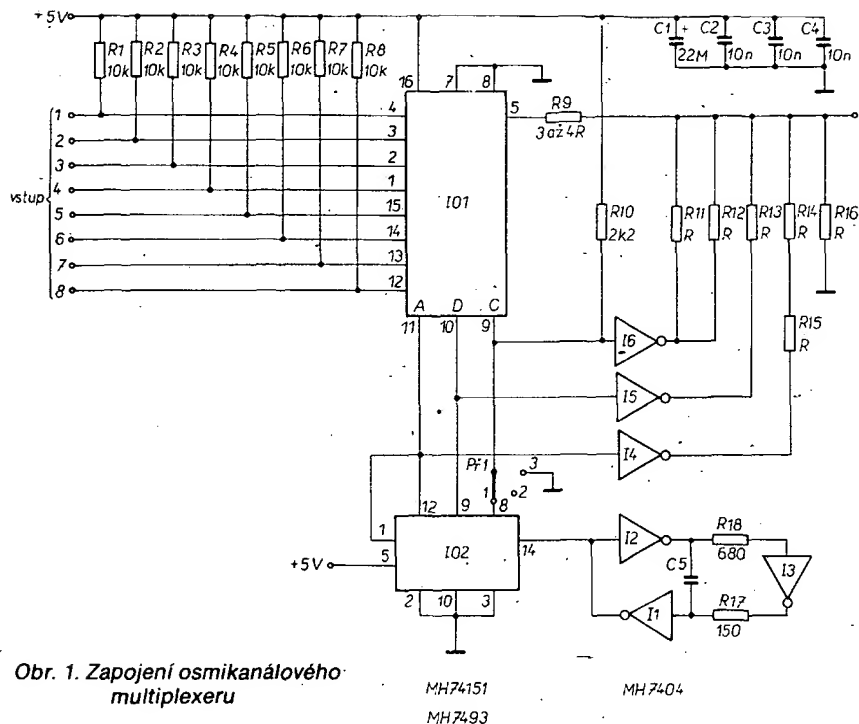 +5V
R1 10k
R2 10k
R3 10k
R4 10k
R5 10k
R6 10k
R7 10k
R8 10k
C1 + 22M
C2 10n
C3 10n
C4 10n
16 7 8
vstup
1 4
2 3
3 2
4 1
5 15
6 14
7 13
8 12
IO1
5
R9
3 až 4R
R10 2k2
R11 R
R12 R
R13 R
R14 R
R16 R
R15 R
A D C
11 10 9
I6
I5
I4
Př1
1 2 3
12 9 8
1
+5V 5
IO2
14
2 10 3
I2
C5
R18
680
I3
I1
R17
150
Obr. 1. Zapojení osmikanálového
multiplexeru
MH74151
MH7493
MH7404